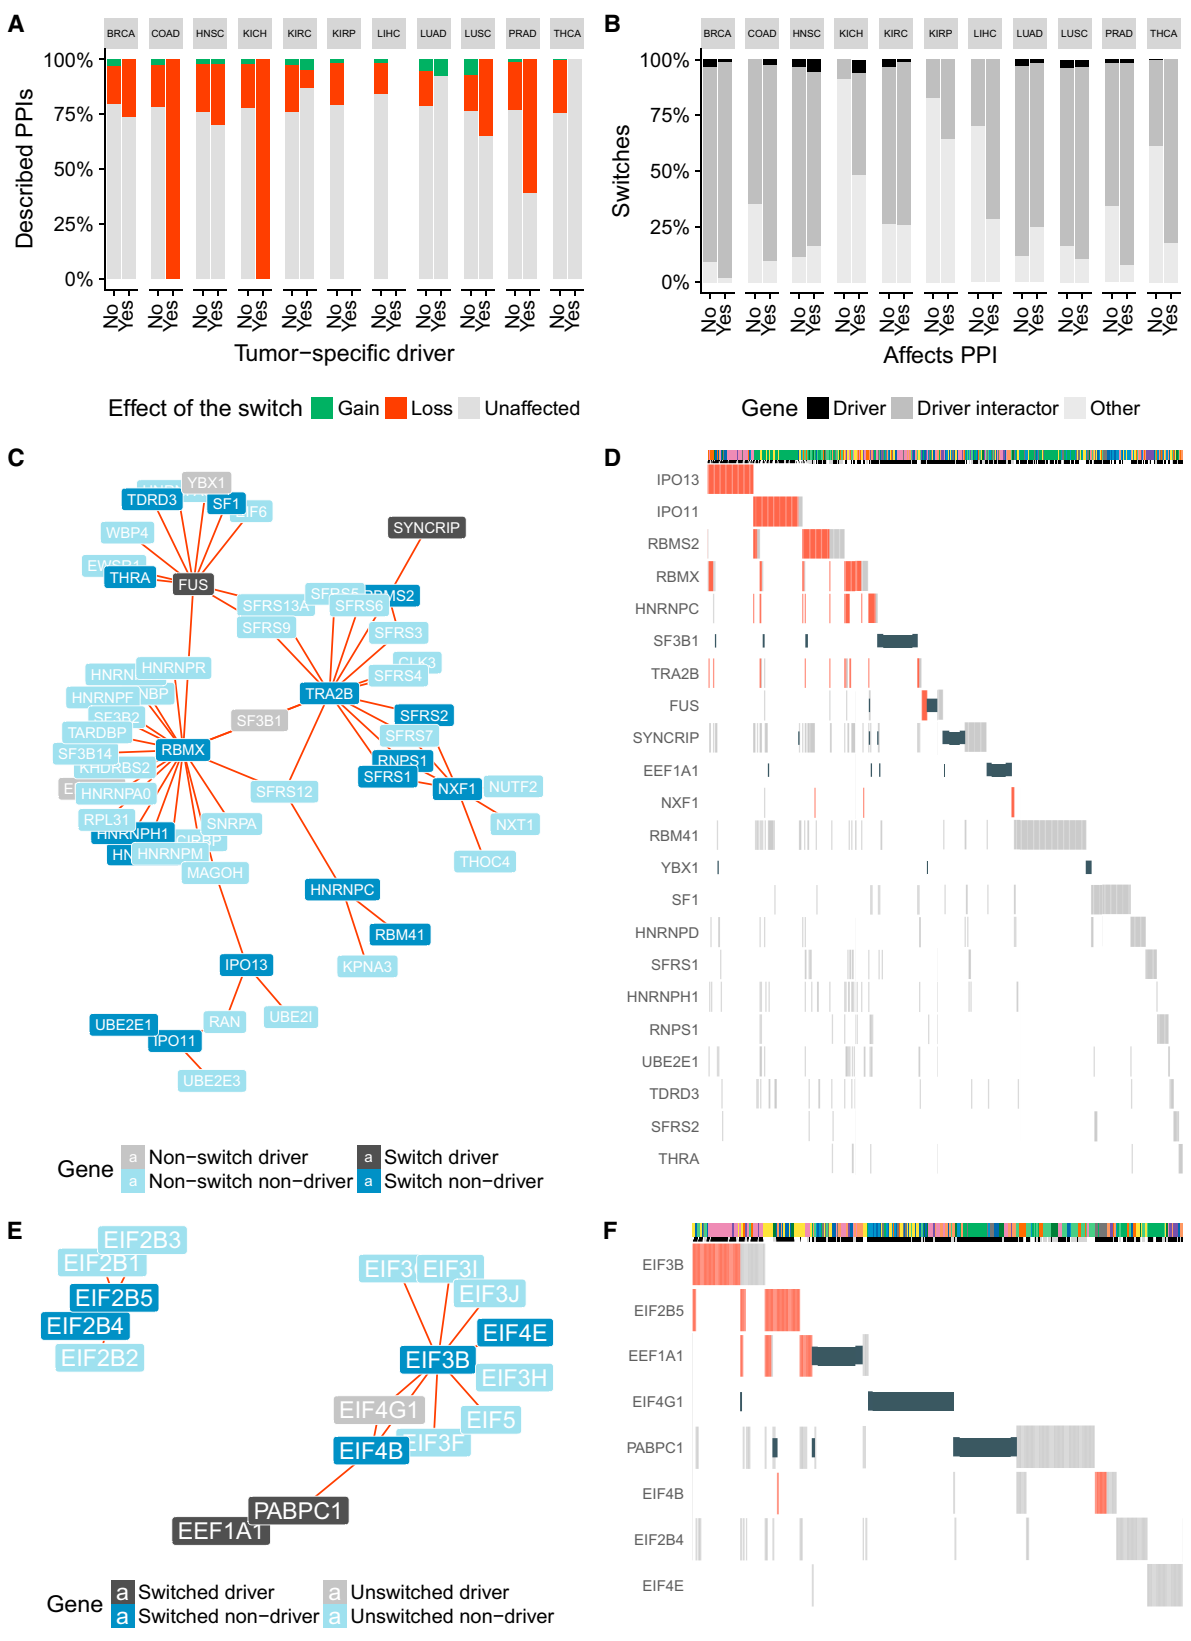 A
BRCA COAD HNSC KICH KIRC KIRP LIHC LUAD LUSC PRAD THCA
100%
75%
50%
25%
0%
Described PPIs
No Yes No Yes No Yes No Yes No Yes No Yes No Yes No Yes No Yes No Yes No Yes
Tumor−specific driver
Effect of the switch Gain Loss Unaffected
B
BRCA COAD HNSC KICH KIRC KIRP LIHC LUAD LUSC PRAD THCA
100%
75%
50%
25%
0%
Switches
No Yes No Yes No Yes No Yes No Yes No Yes No Yes No Yes No Yes No Yes No Yes
Affects PPI
Gene Driver Driver interactor Other
C
YBX1
TDRD3
SF1
EIF6
WBP4
EWSR1
THRA
FUS
SYNCRIP
SFRS5
RBMS2
SFRS13A
SFRS6
SFRS9
SFRS3
CLK3
SFRS4
HNRNPR
HNRNPF
SF3B2
TARDBP
SF3B14
KHDRBS2
HNRNPA0
RPL31
HNRNPH1
HNRNPM
SNRPA
MAGOH
RBMX
SF3B1
TRA2B
SFRS2
SFRS7
RNPS1
SFRS1
NXF1
NUTF2
NXT1
THOC4
SFRS12
HNRNPC
RBM41
KPNA3
IPO13
UBE2I
RAN
UBE2E1
IPO11
UBE2E3
Gene
a Non−switch driver
a Switch driver
a Non−switch non−driver
a Switch non−driver
D
IPO13
IPO11
RBMS2
RBMX
HNRNPC
SF3B1
TRA2B
FUS
SYNCRIP
EEF1A1
NXF1
RBM41
YBX1
SF1
HNRNPD
SFRS1
HNRNPH1
RNPS1
UBE2E1
TDRD3
SFRS2
THRA
E
EIF2B3
EIF2B1
EIF2B5
EIF2B4
EIF2B2
EIF3I
EIF3J
EIF4E
EIF3B
EIF3H
EIF4G1
EIF5
EIF3F
EIF4B
PABPC1
EEF1A1
Gene
a Switched driver
a Unswitched driver
a Switched non−driver
a Unswitched non−driver
F
EIF3B
EIF2B5
EEF1A1
EIF4G1
PABPC1
EIF4B
EIF2B4
EIF4E